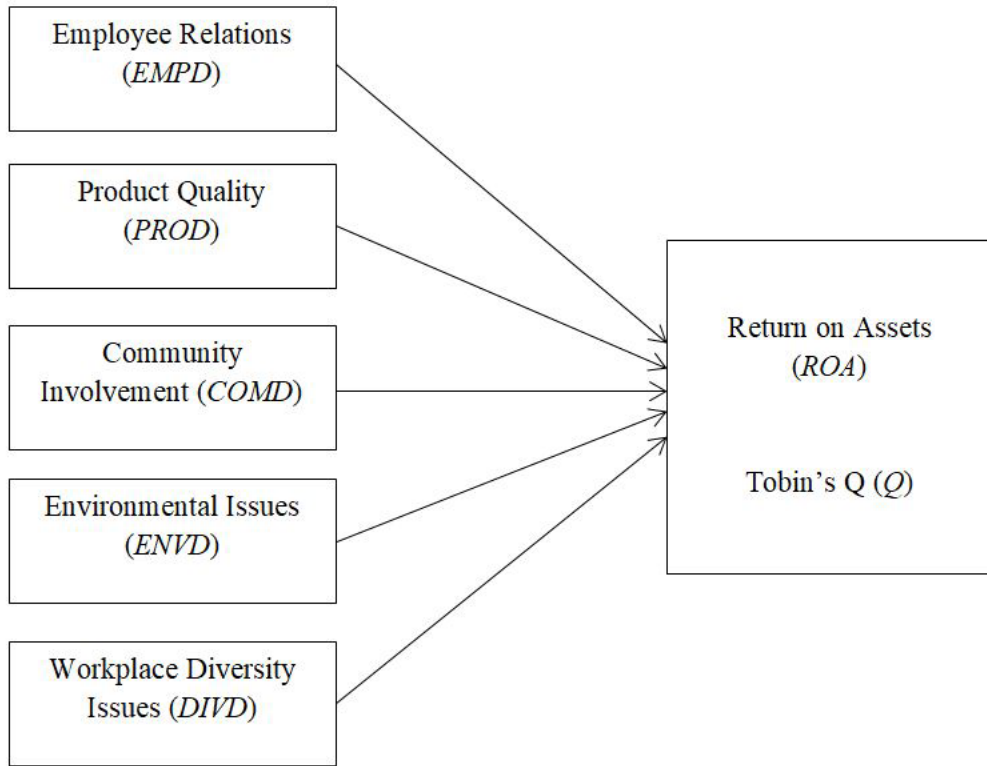 Employee Relations
(EMPD)
Product Quality
(PROD)
Community
Involvement (COMD)
Environmental Issues
(ENVD)
Workplace Diversity
Issues (DIVD)
Return on Assets
(ROA)
Tobin’s Q (Q)